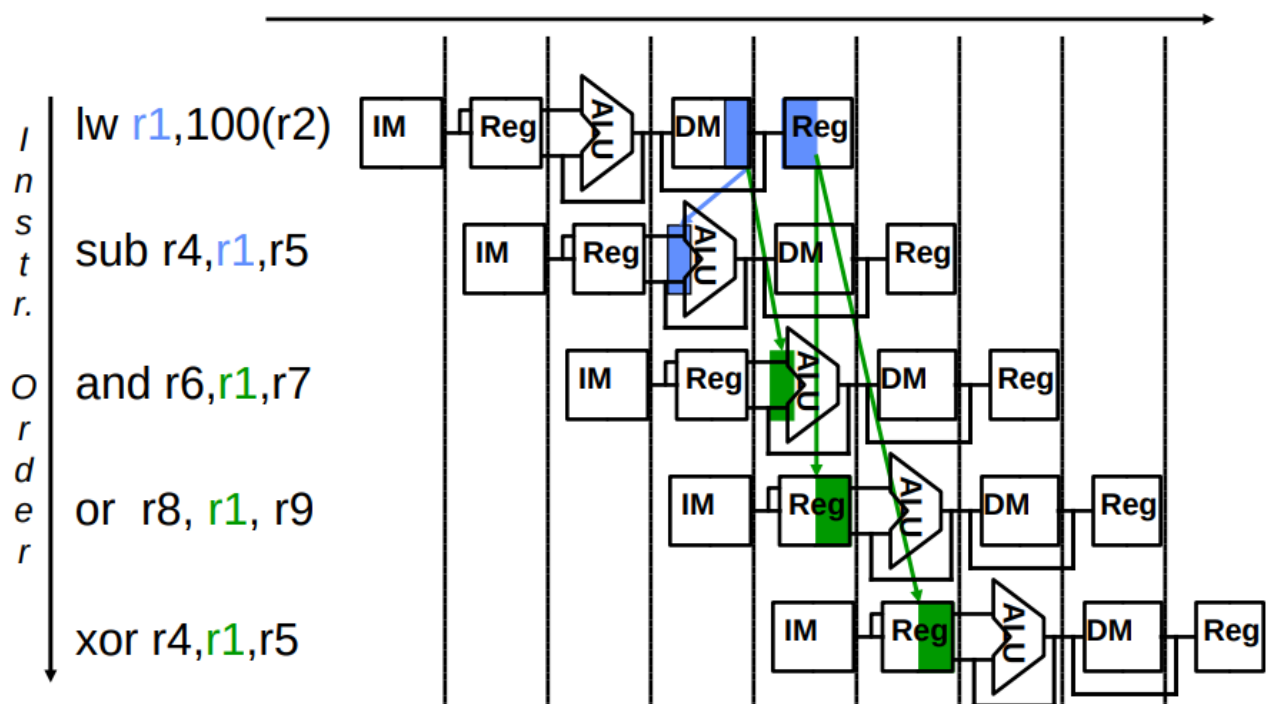 Instr. Order
lw r1,100(r2) IM Reg ALU DM Reg
sub r4,r1,r5 IM Reg ALU DM Reg
and r6,r1,r7 IM Reg ALU DM Reg
or r8, r1, r9 IM Reg ALU DM Reg
xor r4,r1,r5 IM Reg ALU DM Reg